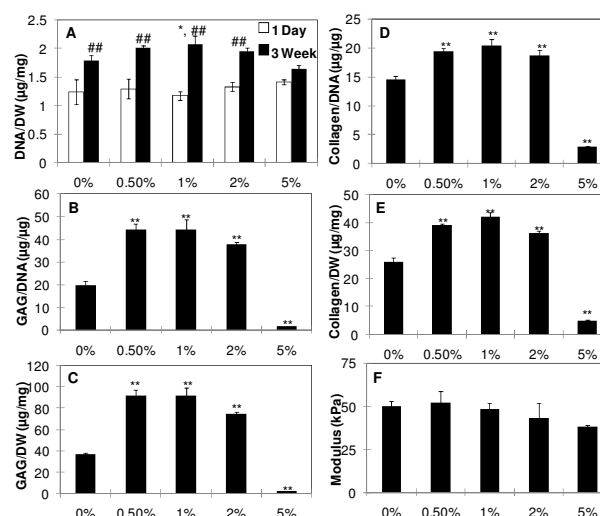 A
2.5
2
1.5
1
0.5
0
DNA/DW (µg/mg)
##
##
*, ##
##
1 Day
3 Week
0% 0.50% 1% 2% 5%
B
60
50
40
30
20
10
0
GAG/DNA (µg/µg)
**
**
**
**
0% 0.50% 1% 2% 5%
C
120
100
80
60
40
20
0
GAG/DW (µg/mg)
**
**
**
**
0% 0.50% 1% 2% 5%
D
25
20
15
10
5
0
Collagen/DNA (µg/µg)
**
**
**
**
0% 0.50% 1% 2% 5%
E
50
40
30
20
10
0
Collagen/DW (µg/mg)
**
**
**
**
0% 0.50% 1% 2% 5%
F
75
50
25
0
Modulus (kPa)
0% 0.50% 1% 2% 5%